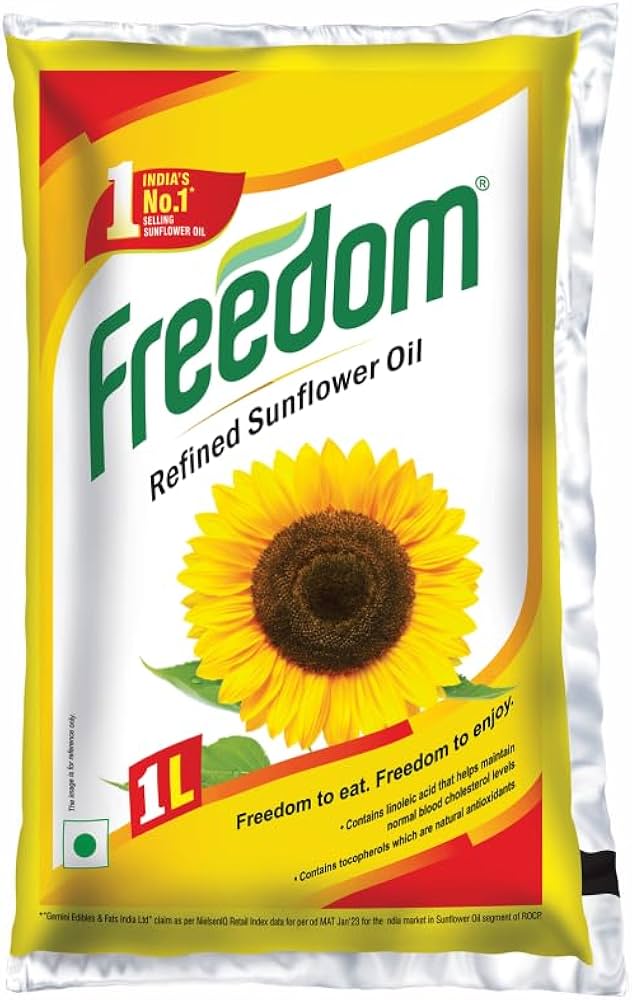 1
INDIA'S
No.1*
SELLING
SUNFLOWER OIL
Freedom®
Refined Sunflower Oil
The image is for reference only.
1L
Freedom to eat. Freedom to enjoy.
• Contains linoleic acid that helps maintain
normal blood cholesterol levels
• Contains tocopherols which are natural antioxidants
*"Gemini Edibles & Fats India Ltd" claim as per NielsenIQ Retail Index data for per od MAT Jan'23 for the ndia market in Sunflower Oil segment of ROCP.